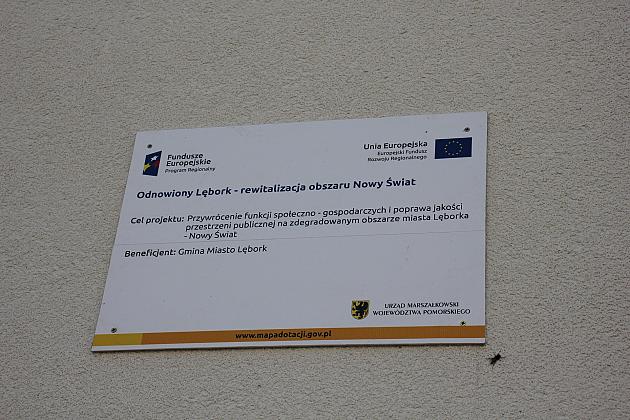 Fundusze
Europejskie
Program Regionalny
Unia Europejska
Europejski Fundusz
Rozwoju Regionalnego
Odnowiony Lębork - rewitalizacja obszaru Nowy Świat
Cel projektu: Przywrócenie funkcji społeczno - gospodarczych i poprawa jakości
przestrzeni publicznej na zdegradowanym obszarze miasta Lęborka
- Nowy Świat
Beneficjent: Gmina Miasto Lębork
URZĄD MARSZAŁKOWSKI
WOJEWÓDZTWA POMORSKIEGO
www.mapadotacji.gov.pl